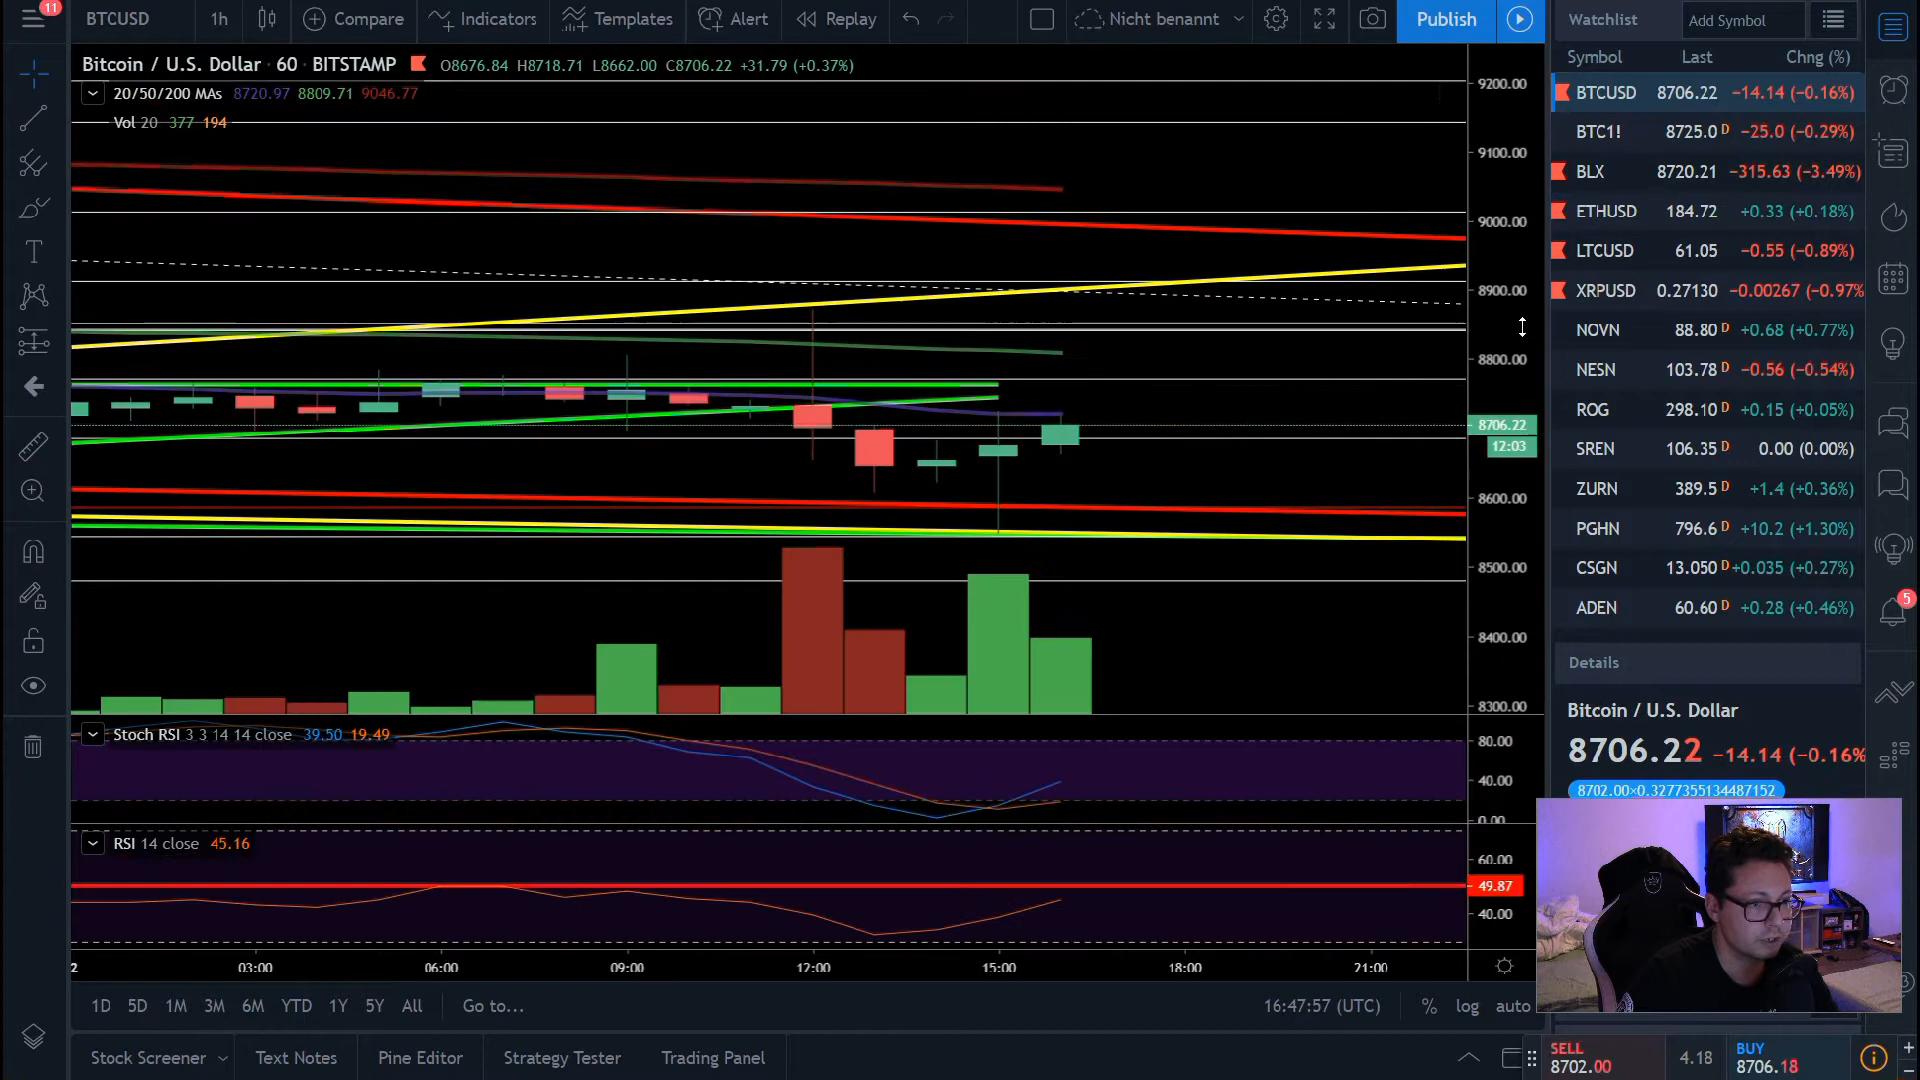 11
BTCUSD 1h Compare Indicators Templates Alert Replay Nicht benannt Publish
Bitcoin / U.S. Dollar · 60 · BITSTAMP O8676.84 H8718.71 L8662.00 C8706.22 +31.79 (+0.37%)
20/50/200 MAs 8720.97 8809.71 9046.77
Vol 20 377 194
9200.00
9100.00
9000.00
8900.00
8800.00
8706.22
12:03
8600.00
8500.00
8400.00
8300.00
Stoch RSI 3 3 14 14 close 39.50 19.49
80.00
40.00
0.00
RSI 14 close 45.16
60.00
49.87
40.00
2 03:00 06:00 09:00 12:00 15:00 18:00 21:00
1D 5D 1M 3M 6M YTD 1Y 5Y All Go to... 16:47:57 (UTC) % log auto
Stock Screener Text Notes Pine Editor Strategy Tester Trading Panel
Watchlist Add Symbol
Symbol Last Chng (%)
BTCUSD 8706.22 −14.14 (−0.16%)
BTC1! 8725.0 D −25.0 (−0.29%)
BLX 8720.21 −315.63 (−3.49%)
ETHUSD 184.72 +0.33 (+0.18%)
LTCUSD 61.05 −0.55 (−0.89%)
XRPUSD 0.27130 −0.00267 (−0.97%
NOVN 88.80 D +0.68 (+0.77%)
NESN 103.78 D −0.56 (−0.54%)
ROG 298.10 D +0.15 (+0.05%)
SREN 106.35 D 0.00 (0.00%)
ZURN 389.5 D +1.4 (+0.36%)
PGHN 796.6 D +10.2 (+1.30%)
CSGN 13.050 D +0.035 (+0.27%)
ADEN 60.60 D +0.28 (+0.46%)
5
Details
Bitcoin / U.S. Dollar
8706.22 −14.14 (−0.16%
8702.00×0.3277355134487152
SELL
8702.00
4.18
BUY
8706.18